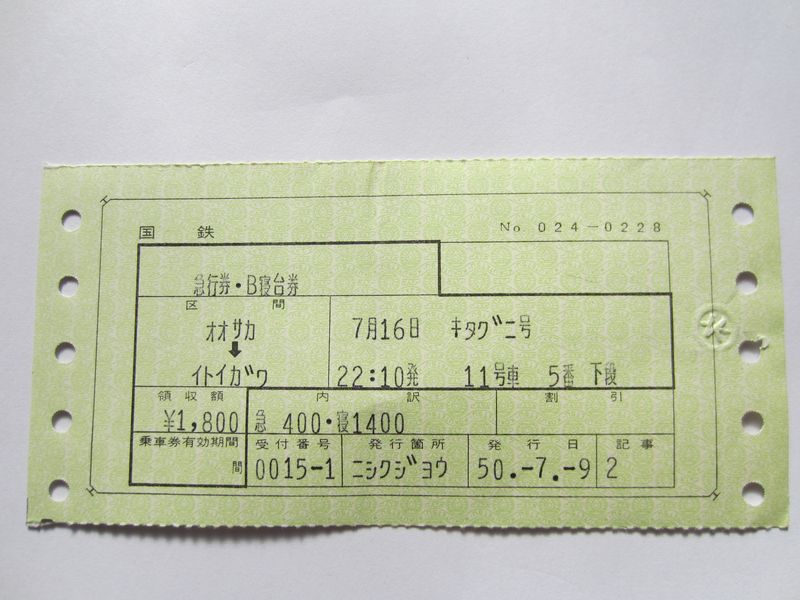 国鉄 No 024-0228
急行券・B寝台券
区間
オオサカ 7月16日 キタグニ号
⬇
イトイガワ 22:10発 11号車 5番 下段
領収額 内訳 割引
¥1,800 急 400・寝1400
乗車券有効期間 受付番号 発行箇所 発行日 記事
間 0015-1 ニシクジヨウ 50.-7.-9 2